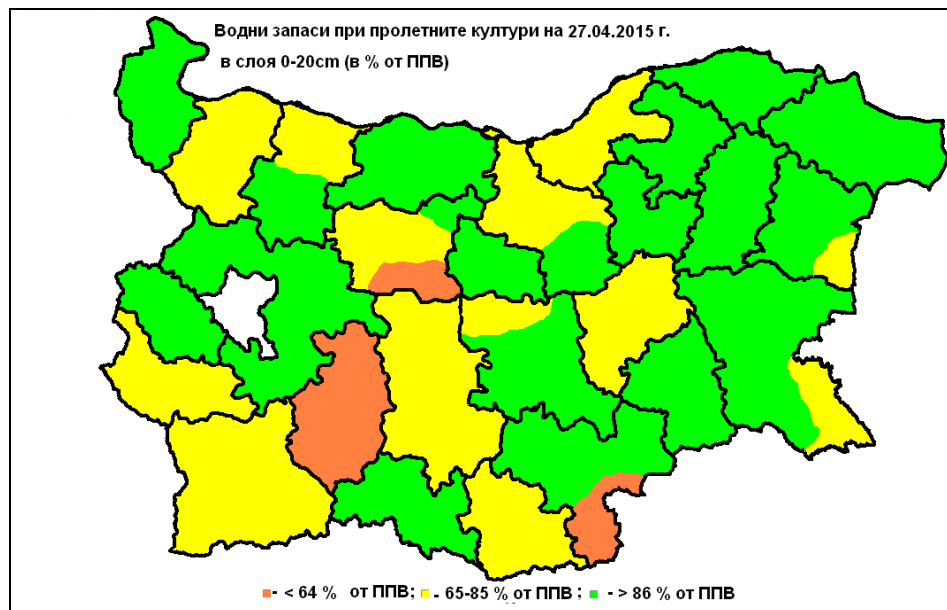 Водни запаси при пролетните култури на 27.04.2015 г.
в слоя 0-20cm (в % от ППВ)
- < 64 % от ППВ; - 65-85 % от ППВ ; - > 86 % от ППВ